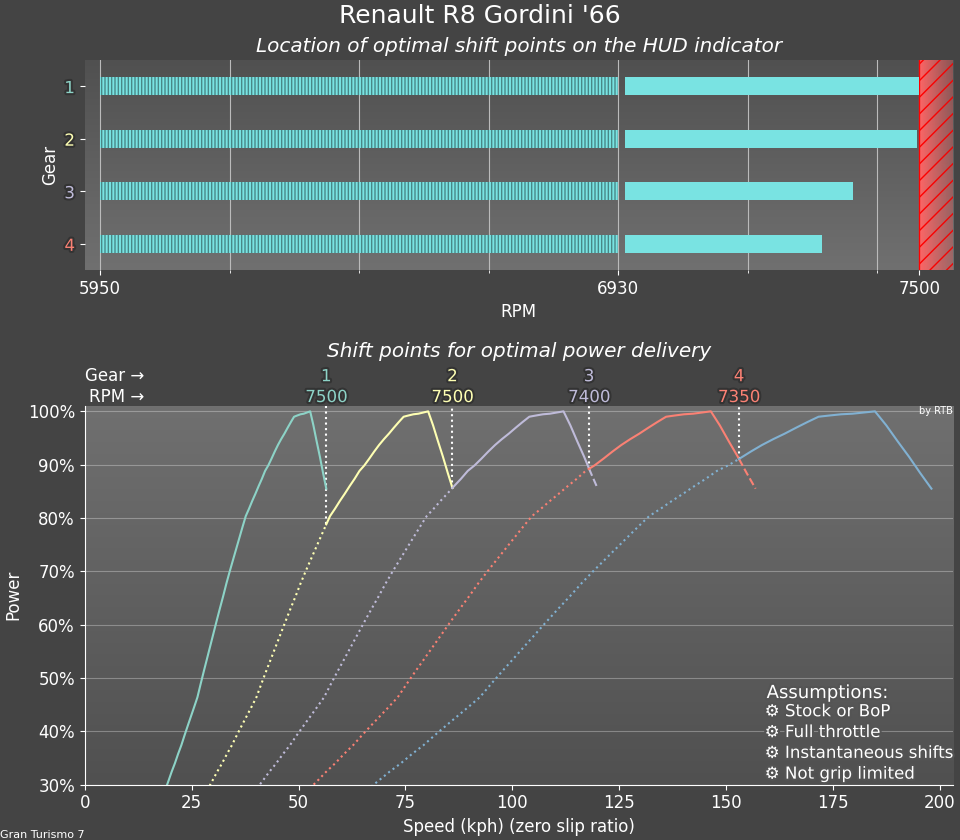 Renault R8 Gordini '66
Location of optimal shift points on the HUD indicator
Gear
1
2
3
4
5950 6930 7500
RPM
Shift points for optimal power delivery
Gear → 1 2 3 4
RPM → 7500 7500 7400 7350
by RTB
Power
100%
90%
80%
70%
60%
50%
40%
30%
Assumptions:
⚙ Stock or BoP
⚙ Full throttle
⚙ Instantaneous shifts
⚙ Not grip limited
0 25 50 75 100 125 150 175 200
Speed (kph) (zero slip ratio)
Gran Turismo 7